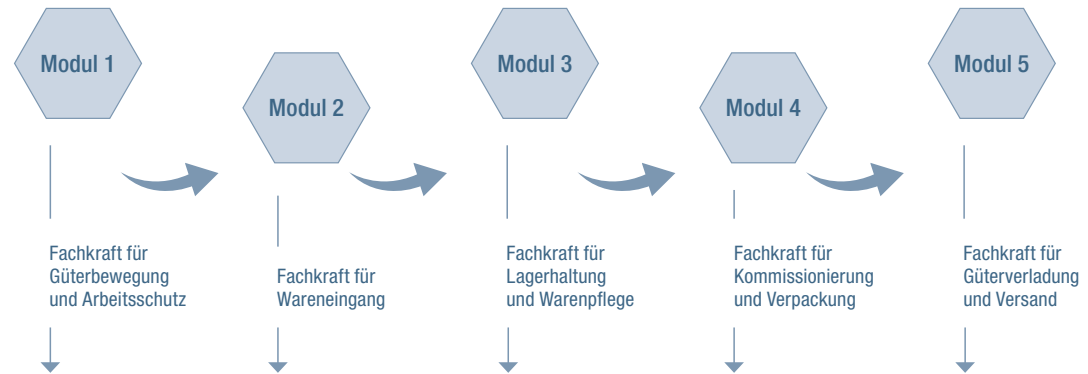 Modul 1
Modul 2
Modul 3
Modul 4
Modul 5
Fachkraft für
Güterbewegung
und Arbeitsschutz
Fachkraft für
Wareneingang
Fachkraft für
Lagerhaltung
und Warenpflege
Fachkraft für
Kommissionierung
und Verpackung
Fachkraft für
Güterverladung
und Versand